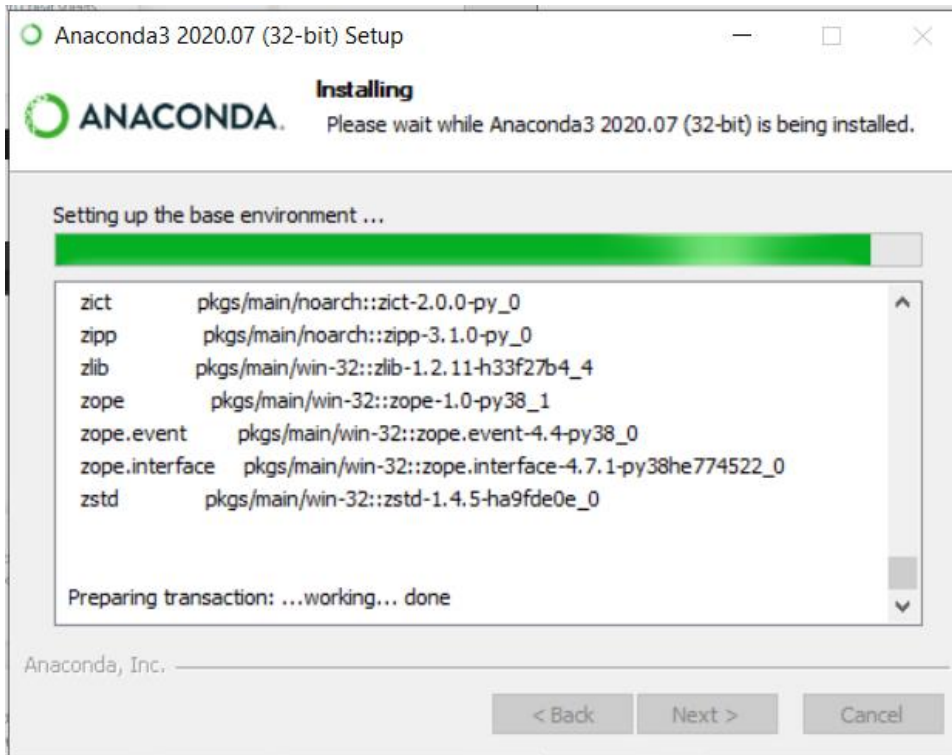 Anaconda3 2020.07 (32-bit) Setup
ANACONDA.
Installing
Please wait while Anaconda3 2020.07 (32-bit) is being installed.
Setting up the base environment ...
zict pkgs/main/noarch::zict-2.0.0-py_0
zipp pkgs/main/noarch::zipp-3.1.0-py_0
zlib pkgs/main/win-32::zlib-1.2.11-h33f27b4_4
zope pkgs/main/win-32::zope-1.0-py38_1
zope.event pkgs/main/win-32::zope.event-4.4-py38_0
zope.interface pkgs/main/win-32::zope.interface-4.7.1-py38he774522_0
zstd pkgs/main/win-32::zstd-1.4.5-ha9fde0e_0
Preparing transaction: ...working... done
Anaconda, Inc.
< Back Next > Cancel